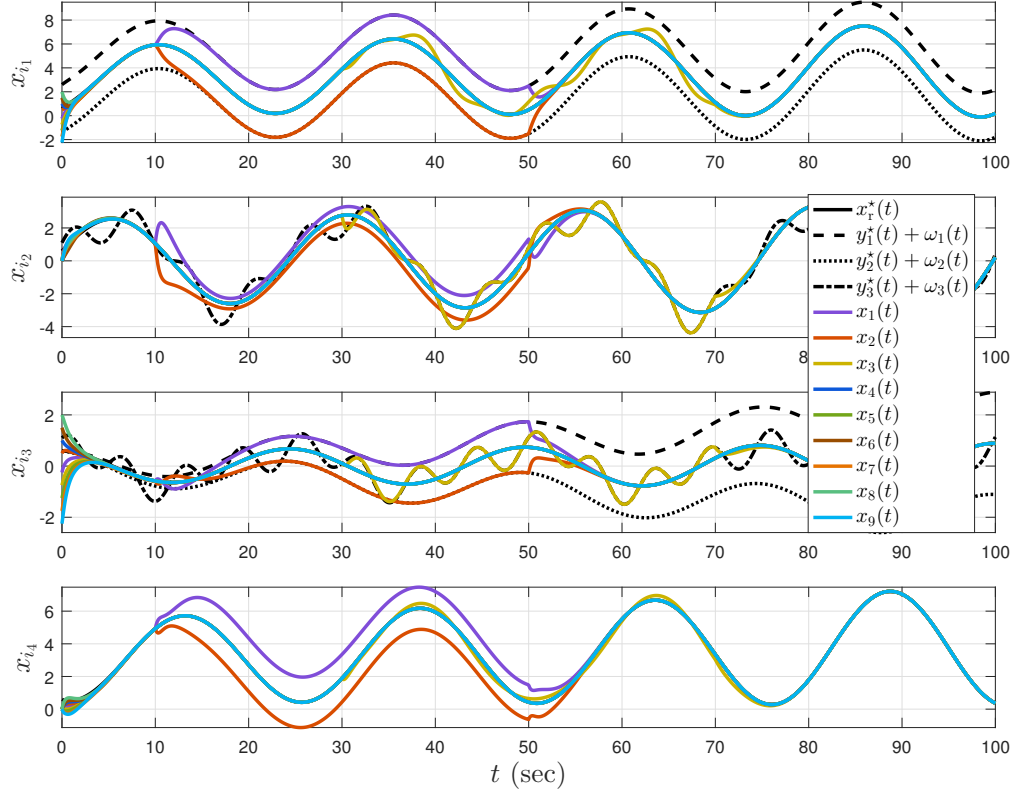 8
6
4
2
0
-2
x_{i_1}
0 10 20 30 40 50 60 70 80 90 100
2
0
-2
-4
x_{i_2}
0 10 20 30 40 50 60 70 8 100
x_r^⋆(t)
y_1^⋆(t) + ω_1(t)
y_2^⋆(t) + ω_2(t)
y_3^⋆(t) + ω_3(t)
x_1(t)
x_2(t)
x_3(t)
x_4(t)
x_5(t)
x_6(t)
x_7(t)
x_8(t)
x_9(t)
2
0
-2
x_{i_3}
0 10 20 30 40 50 60 70 80 90 100
6
4
2
0
x_{i_4}
0 10 20 30 40 50 60 70 80 90 100
t (sec)